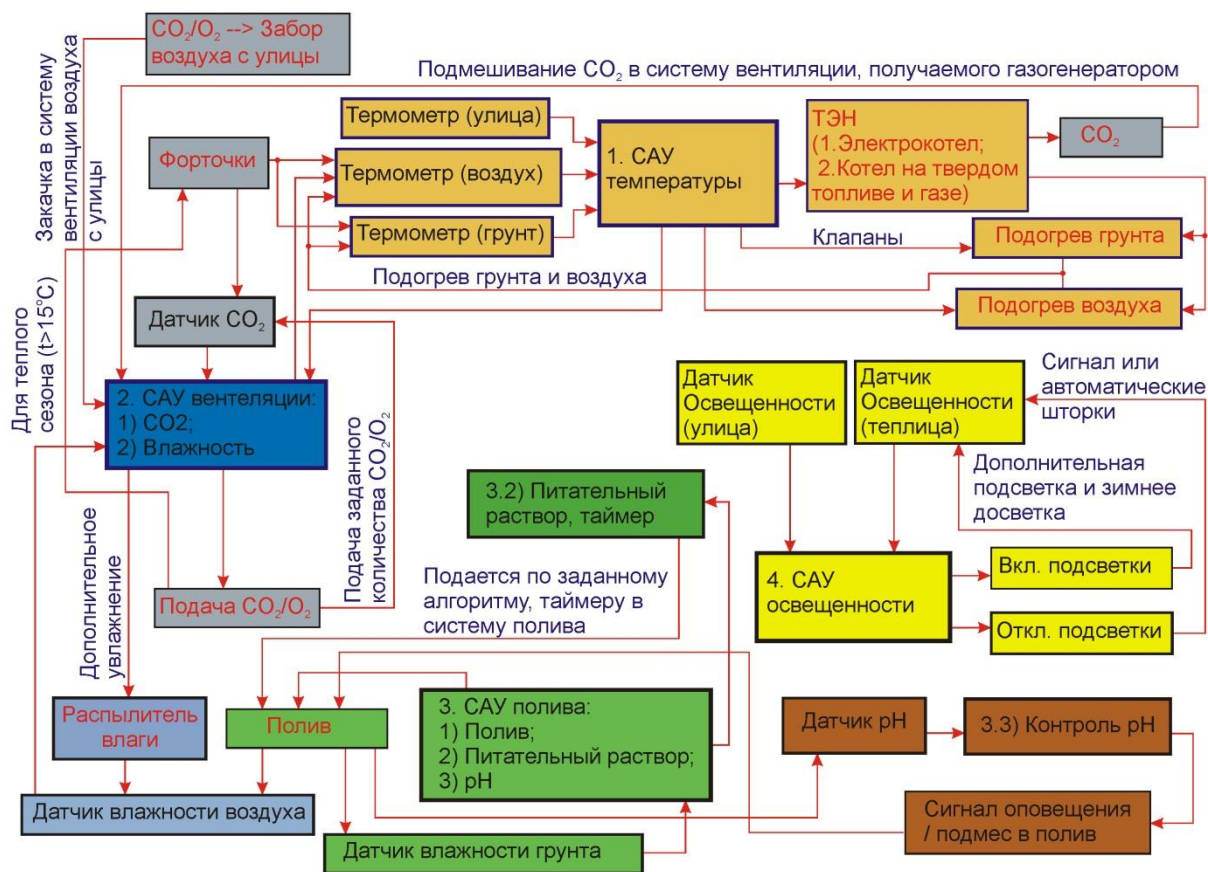 CO₂/O₂ --> Забор
воздуха с улицы
Закачка в систему
вентиляции воздуха
с улицы
Подмешивание CO₂ в систему вентиляции, получаемого газогенератором
Термометр (улица)
Форточки
Термометр (воздух)
Термометр (грунт)
1. САУ
температуры
ТЭН
(1.Электрокотел;
2.Котел на твердом
топливе и газе)
CO₂
Клапаны
Подогрев грунта
Подогрев грунта и воздуха
Подогрев воздуха
Датчик CO₂
Для теплого
сезона (t>15°C)
2. САУ вентеляции:
1) СО2;
2) Влажность
Подача заданного
количества CO₂/O₂
Датчик
Освещенности
(улица)
Датчик
Освещенности
(теплица)
Сигнал или
автоматические
шторки
Дополнительная
подсветка и зимнее
досветка
3.2) Питательный
раствор, таймер
4. САУ
освещенности
Вкл. подсветки
Откл. подсветки
Дополнительное
увлажнение
Подача CO₂/O₂
Подается по заданному
алгоритму, таймеру в
систему полива
Распылитель
влаги
Полив
3. САУ полива:
1) Полив;
2) Питательный раствор;
3) pH
Датчик pH
3.3) Контроль pH
Датчик влажности воздуха
Датчик влажности грунта
Сигнал оповещения
/ подмес в полив